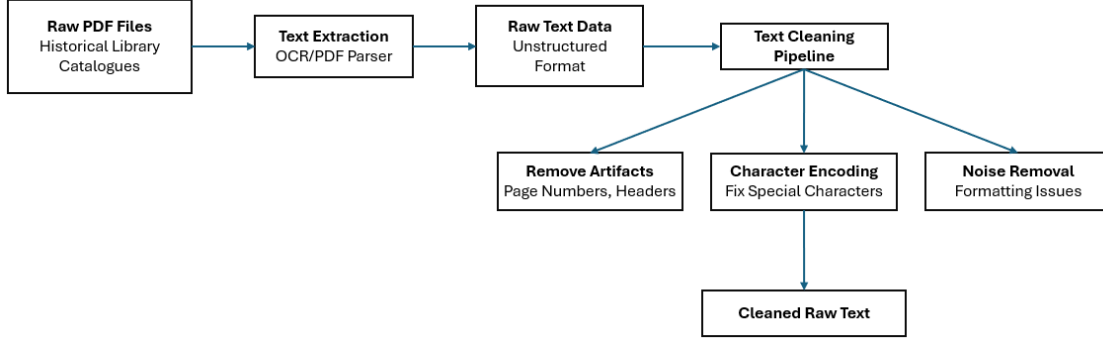 Raw PDF Files
Historical Library
Catalogues
Text Extraction
OCR/PDF Parser
Raw Text Data
Unstructured
Format
Text Cleaning
Pipeline
Remove Artifacts
Page Numbers, Headers
Character Encoding
Fix Special Characters
Noise Removal
Formatting Issues
Cleaned Raw Text